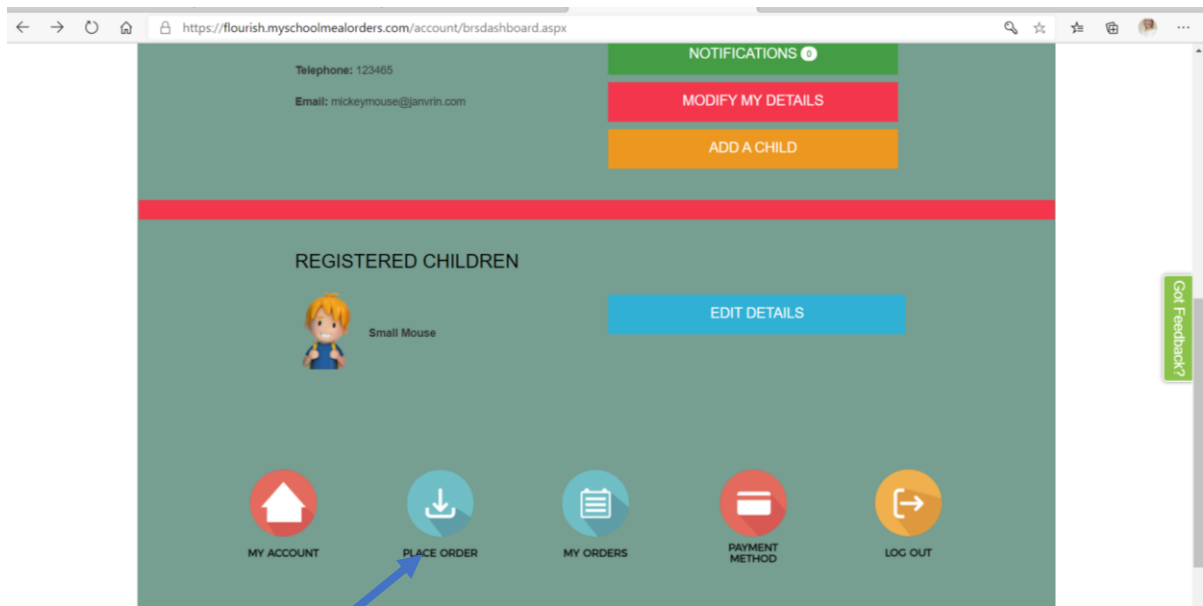 https://flourish.myschoolmealorders.com/account/brsdashboard.aspx
NOTIFICATIONS 0
Telephone: 123465
Email: mickeymouse@janvrin.com
MODIFY MY DETAILS
ADD A CHILD
REGISTERED CHILDREN
Small Mouse
EDIT DETAILS
Got Feedback?
MY ACCOUNT
PLACE ORDER
MY ORDERS
PAYMENT
METHOD
LOG OUT